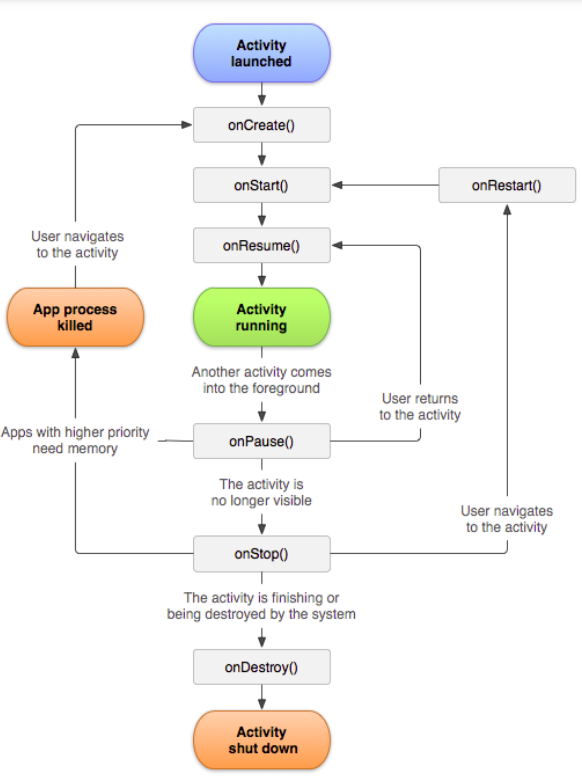 Activity
launched
onCreate()
onStart()
onRestart()
User navigates
to the activity
onResume()
App process
killed
Activity
running
Another activity comes
into the foreground
User returns
to the activity
Apps with higher priority
need memory
onPause()
The activity is
no longer visible
User navigates
to the activity
onStop()
The activity is finishing or
being destroyed by the system
onDestroy()
Activity
shut down